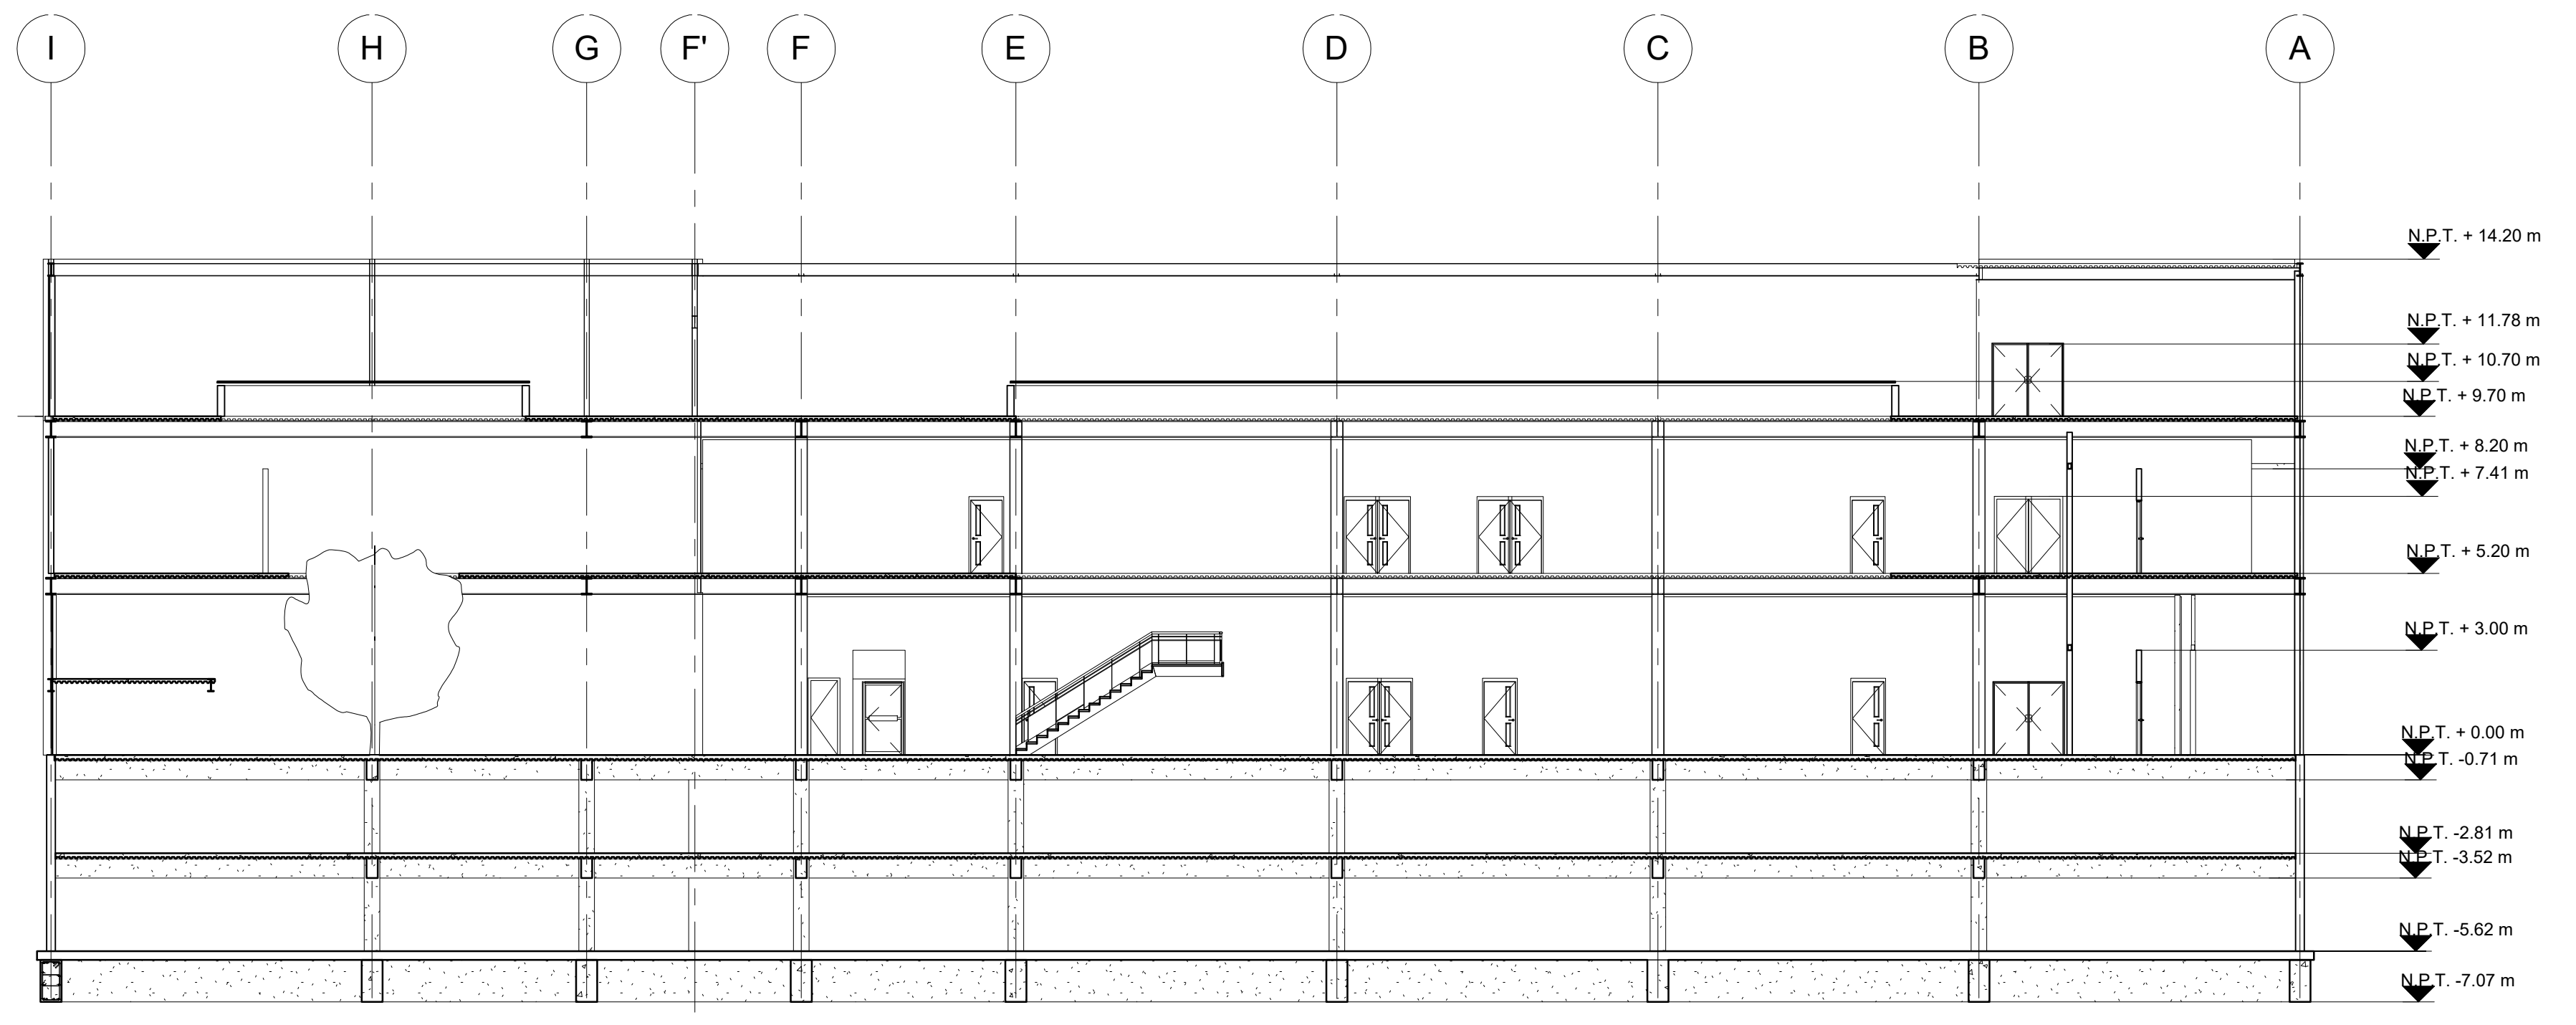 I H G F' F E D C B A
N.P.T. + 14.20 m
N.P.T. + 11.78 m
N.P.T. + 10.70 m
N.P.T. + 9.70 m
N.P.T. + 8.20 m
N.P.T. + 7.41 m
N.P.T. + 5.20 m
N.P.T. + 3.00 m
N.P.T. + 0.00 m
N.P.T. -0.71 m
N.P.T. -2.81 m
N.P.T. -3.52 m
N.P.T. -5.62 m
N.P.T. -7.07 m